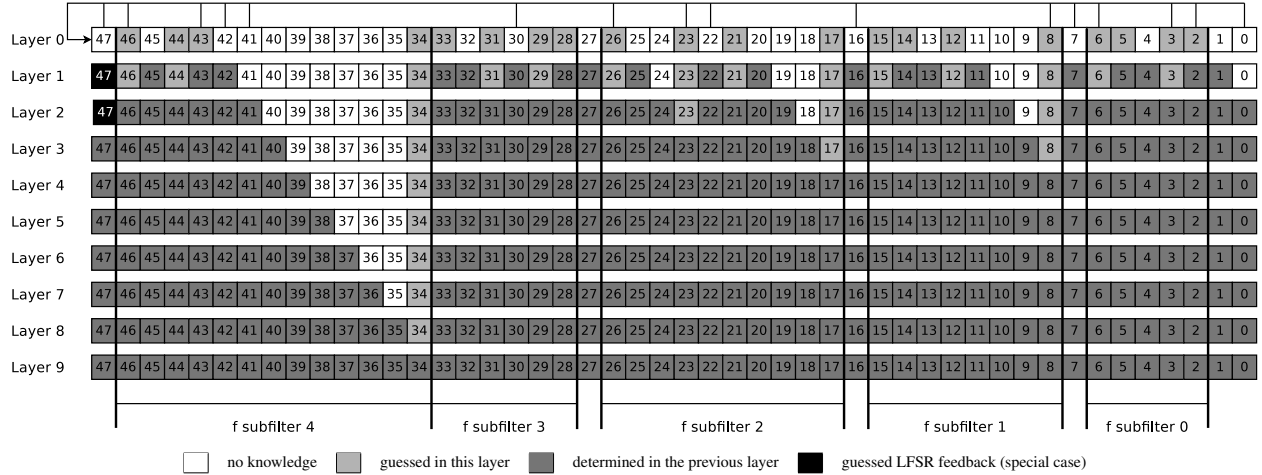 Layer 0 47 46 45 44 43 42 41 40 39 38 37 36 35 34 33 32 31 30 29 28 27 26 25 24 23 22 21 20 19 18 17 16 15 14 13 12 11 10 9 8 7 6 5 4 3 2 1 0
Layer 1 47 46 45 44 43 42 41 40 39 38 37 36 35 34 33 32 31 30 29 28 27 26 25 24 23 22 21 20 19 18 17 16 15 14 13 12 11 10 9 8 7 6 5 4 3 2 1 0
Layer 2 47 46 45 44 43 42 41 40 39 38 37 36 35 34 33 32 31 30 29 28 27 26 25 24 23 22 21 20 19 18 17 16 15 14 13 12 11 10 9 8 7 6 5 4 3 2 1 0
Layer 3 47 46 45 44 43 42 41 40 39 38 37 36 35 34 33 32 31 30 29 28 27 26 25 24 23 22 21 20 19 18 17 16 15 14 13 12 11 10 9 8 7 6 5 4 3 2 1 0
Layer 4 47 46 45 44 43 42 41 40 39 38 37 36 35 34 33 32 31 30 29 28 27 26 25 24 23 22 21 20 19 18 17 16 15 14 13 12 11 10 9 8 7 6 5 4 3 2 1 0
Layer 5 47 46 45 44 43 42 41 40 39 38 37 36 35 34 33 32 31 30 29 28 27 26 25 24 23 22 21 20 19 18 17 16 15 14 13 12 11 10 9 8 7 6 5 4 3 2 1 0
Layer 6 47 46 45 44 43 42 41 40 39 38 37 36 35 34 33 32 31 30 29 28 27 26 25 24 23 22 21 20 19 18 17 16 15 14 13 12 11 10 9 8 7 6 5 4 3 2 1 0
Layer 7 47 46 45 44 43 42 41 40 39 38 37 36 35 34 33 32 31 30 29 28 27 26 25 24 23 22 21 20 19 18 17 16 15 14 13 12 11 10 9 8 7 6 5 4 3 2 1 0
Layer 8 47 46 45 44 43 42 41 40 39 38 37 36 35 34 33 32 31 30 29 28 27 26 25 24 23 22 21 20 19 18 17 16 15 14 13 12 11 10 9 8 7 6 5 4 3 2 1 0
Layer 9 47 46 45 44 43 42 41 40 39 38 37 36 35 34 33 32 31 30 29 28 27 26 25 24 23 22 21 20 19 18 17 16 15 14 13 12 11 10 9 8 7 6 5 4 3 2 1 0
f subfilter 4 f subfilter 3 f subfilter 2 f subfilter 1 f subfilter 0
no knowledge guessed in this layer determined in the previous layer guessed LFSR feedback (special case)